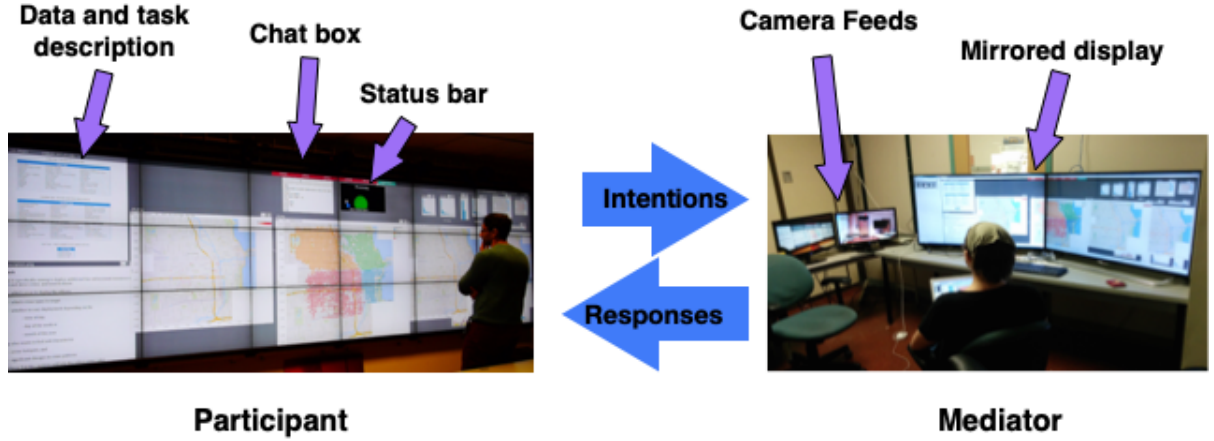 Data and task
description
Chat box
Status bar
Camera Feeds
Mirrored display
Intentions
Responses
Participant
Mediator